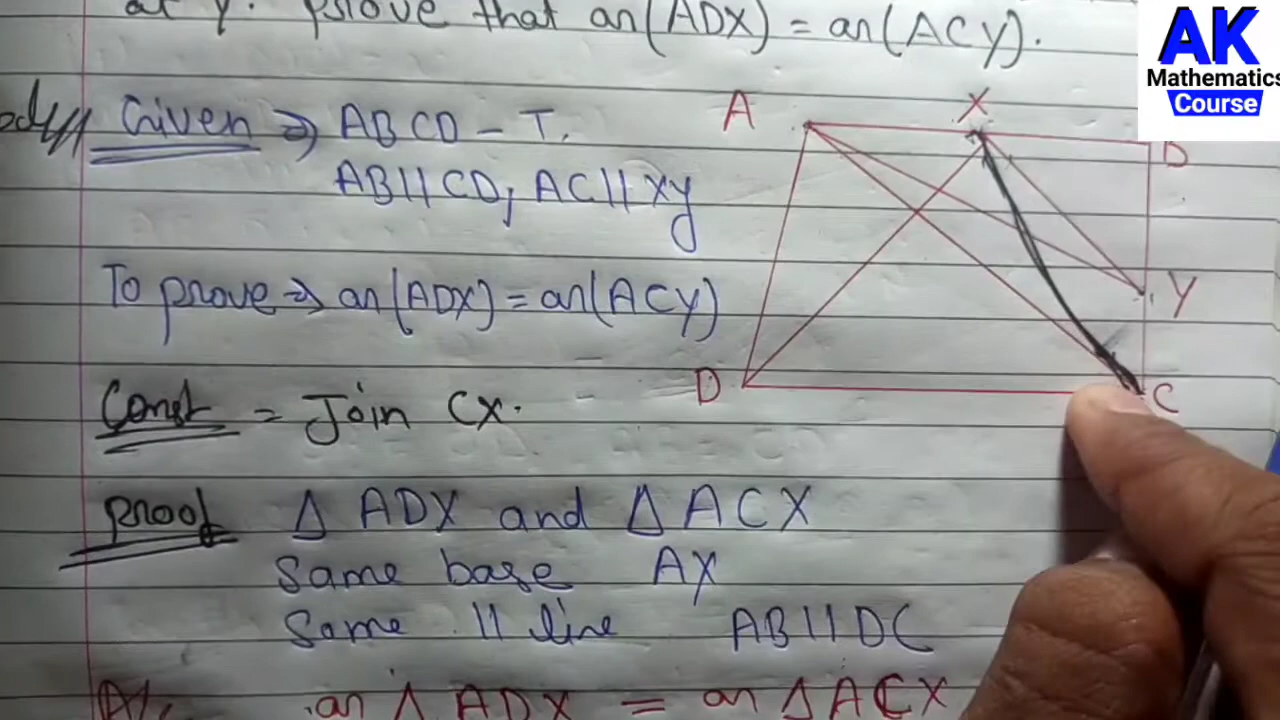 at Y. Prove that ar(ADX) = ar(ACY).
AK
Mathematics
Course
Given ⇒ ABCD - T.
AB || CD, AC || XY
To prove ⇒ ar(ADX) = ar(ACY)
Const = Join CX.
Proof Δ ADX and Δ ACX
Same base AX
Same || line AB || DC
ar Δ ADX = ar Δ ACX
A
X
B
Y
D
C